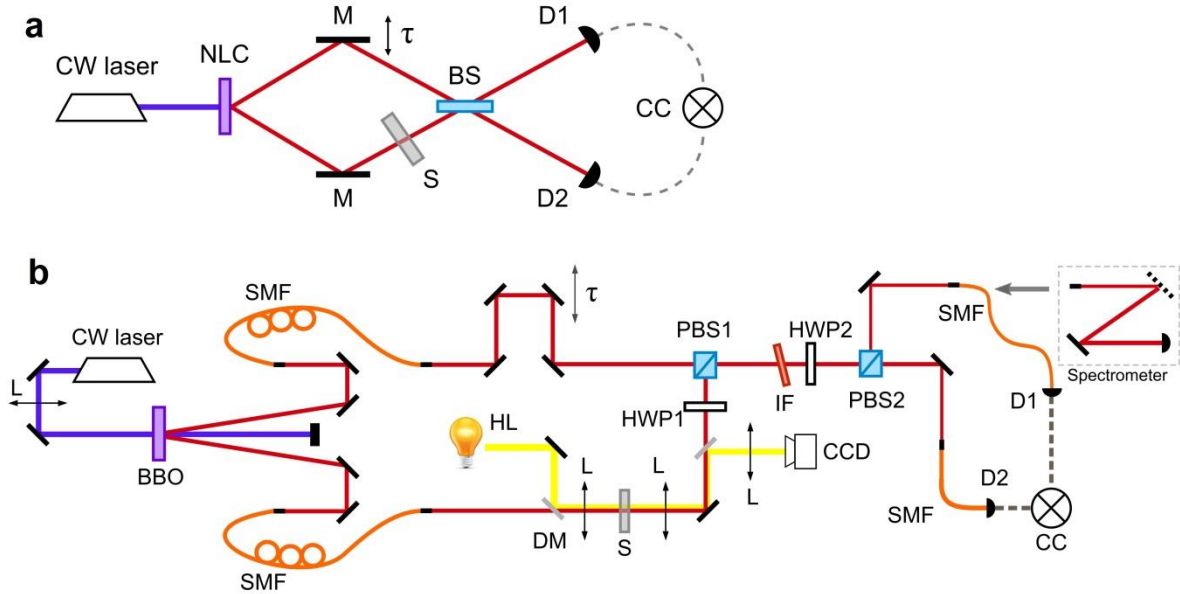 a
CW laser
NLC
M
τ
BS
D1
CC
M
S
D2
b
SMF
τ
CW laser
L
BBO
HL
PBS1
HWP2
IF
PBS2
SMF
Spectrometer
D1
HWP1
L
CCD
L
L
DM
S
L
D2
SMF
CC
SMF